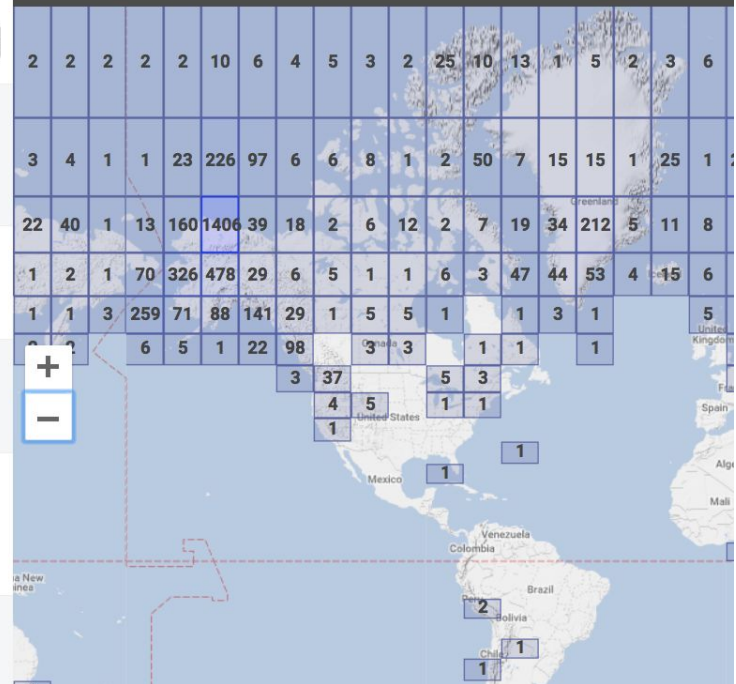 2 2 2 2 2 10 6 4 5 3 2 25 10 13 1 5 2 3 6
3 4 1 1 23 226 97 6 6 8 1 2 50 7 15 15 1 25 1
Greenland
22 40 1 13 160 1406 39 18 2 6 12 2 7 19 34 212 5 11 8
1 2 1 70 326 478 29 6 5 1 1 6 3 47 44 53 4 15 6
1 1 3 259 71 88 141 29 1 5 5 1 1 3 1 5
United
Kingdom
6 5 1 22 98 3 3 1 1 1
Canada
+
3 37 5 3
−
4 5 1 1
United States
Spain
1
1
1
Mexico
Mali
Venezuela
Colombia
Brazil
2
Bolivia
1
Chile
1